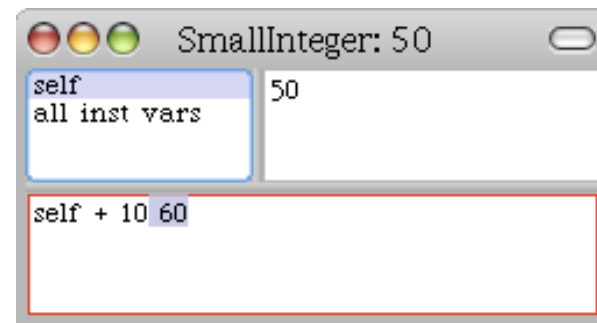 SmallInteger: 50
self
all inst vars
50
self + 10 60